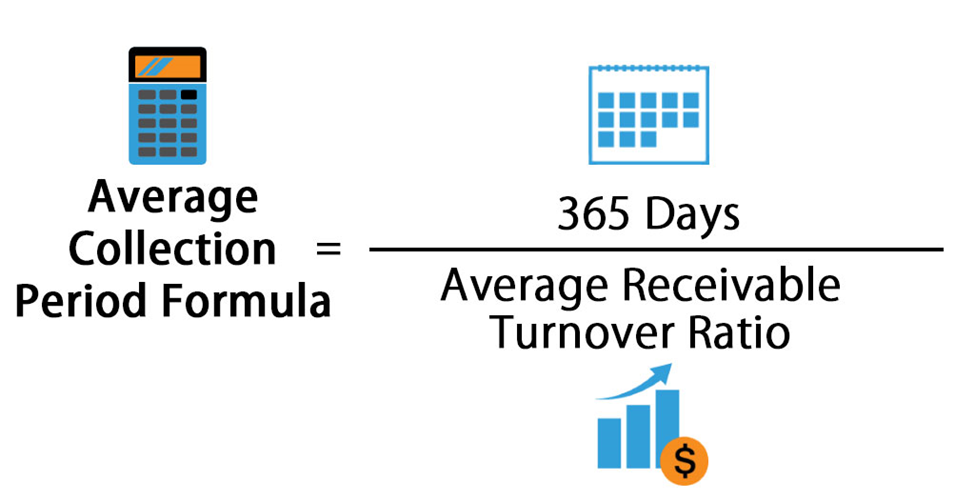 Average
Collection
Period Formula
=
365 Days
Average Receivable
Turnover Ratio
$